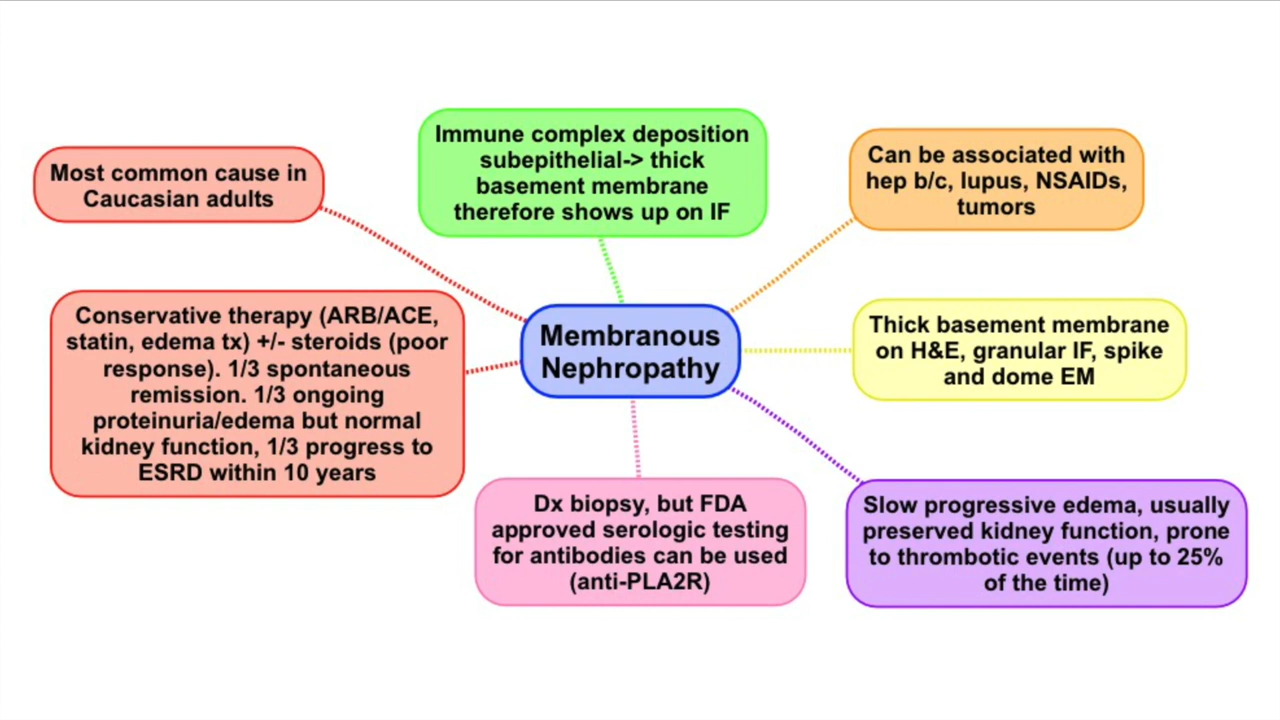 Immune complex deposition
subepithelial-> thick
basement membrane
therefore shows up on IF
Most common cause in
Caucasian adults
Can be associated with
hep b/c, lupus, NSAIDs,
tumors
Conservative therapy (ARB/ACE,
statin, edema tx) +/- steroids (poor
response). 1/3 spontaneous
remission. 1/3 ongoing
proteinuria/edema but normal
kidney function, 1/3 progress to
ESRD within 10 years
Membranous
Nephropathy
Thick basement membrane
on H&E, granular IF, spike
and dome EM
Dx biopsy, but FDA
approved serologic testing
for antibodies can be used
(anti-PLA2R)
Slow progressive edema, usually
preserved kidney function, prone
to thrombotic events (up to 25%
of the time)